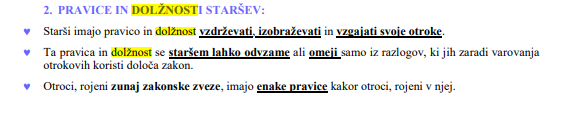 2. PRAVICE IN DOLŽNOSTI STARŠEV:
♥ Starši imajo pravico in dolžnost vzdrževati, izobraževati in vzgajati svoje otroke.
♥ Ta pravica in dolžnost se staršem lahko odvzame ali omeji samo iz razlogov, ki jih zaradi varovanja
otrokovih koristi določa zakon.
♥ Otroci, rojeni zunaj zakonske zveze, imajo enake pravice kakor otroci, rojeni v njej.